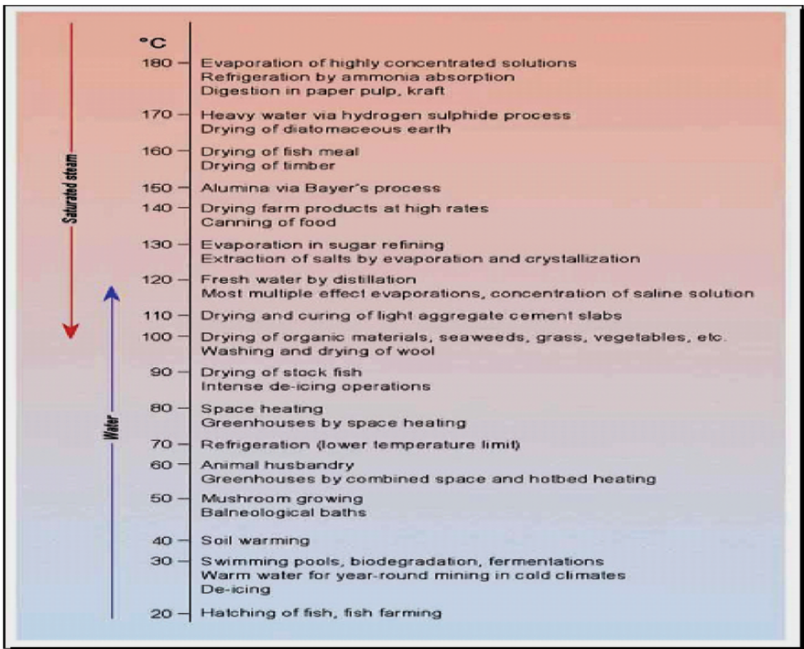 °C
180 Evaporation of highly concentrated solutions
Refrigeration by ammonia absorption
Digestion in paper pulp, kraft
170 Heavy water via hydrogen sulphide process
Drying of diatomaceous earth
160 Drying of fish meal
Drying of timber
150 Alumina via Bayer's process
140 Drying farm products at high rates
Canning of food
130 Evaporation in sugar refining
Extraction of salts by evaporation and crystallization
120 Fresh water by distillation
Most multiple effect evaporations, concentration of saline solution
110 Drying and curing of light aggregate cement slabs
100 Drying of organic materials, seaweeds, grass, vegetables, etc.
Washing and drying of wool
90 Drying of stock fish
Intense de-icing operations
80 Space heating
Greenhouses by space heating
70 Refrigeration (lower temperature limit)
60 Animal husbandry
Greenhouses by combined space and hotbed heating
50 Mushroom growing
Balneological baths
40 Soil warming
30 Swimming pools, biodegradation, fermentations
Warm water for year-round mining in cold climates
De-icing
20 Hatching of fish, fish farming
Saturated steam
Water